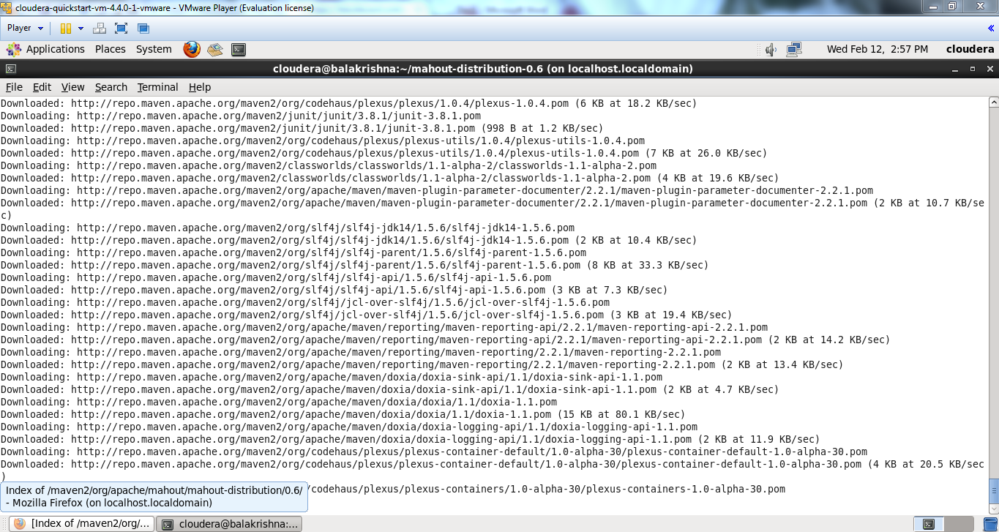 cloudera-quickstart-vm-4.4.0-1-vmware - VMware Player (Evaluation license)
Player
Applications Places System Wed Feb 12, 2:57 PM cloudera
cloudera@balakrishna:~/mahout-distribution-0.6 (on localhost.localdomain)
File Edit View Search Terminal Help
Downloaded: http://repo.maven.apache.org/maven2/org/codehaus/plexus/plexus/1.0.4/plexus-1.0.4.pom (6 KB at 18.2 KB/sec)
Downloading: http://repo.maven.apache.org/maven2/junit/junit/3.8.1/junit-3.8.1.pom
Downloaded: http://repo.maven.apache.org/maven2/junit/junit/3.8.1/junit-3.8.1.pom (998 B at 1.2 KB/sec)
Downloading: http://repo.maven.apache.org/maven2/org/codehaus/plexus/plexus-utils/1.0.4/plexus-utils-1.0.4.pom
Downloaded: http://repo.maven.apache.org/maven2/org/codehaus/plexus/plexus-utils/1.0.4/plexus-utils-1.0.4.pom (7 KB at 26.0 KB/sec)
Downloading: http://repo.maven.apache.org/maven2/classworlds/classworlds/1.1-alpha-2/classworlds-1.1-alpha-2.pom
Downloaded: http://repo.maven.apache.org/maven2/classworlds/classworlds/1.1-alpha-2/classworlds-1.1-alpha-2.pom (4 KB at 19.6 KB/sec)
Downloading: http://repo.maven.apache.org/maven2/org/apache/maven/maven-plugin-parameter-documenter/2.2.1/maven-plugin-parameter-documenter-2.2.1.pom
Downloaded: http://repo.maven.apache.org/maven2/org/apache/maven/maven-plugin-parameter-documenter/2.2.1/maven-plugin-parameter-documenter-2.2.1.pom (2 KB at 10.7 KB/se
c)
Downloading: http://repo.maven.apache.org/maven2/org/slf4j/slf4j-jdk14/1.5.6/slf4j-jdk14-1.5.6.pom
Downloaded: http://repo.maven.apache.org/maven2/org/slf4j/slf4j-jdk14/1.5.6/slf4j-jdk14-1.5.6.pom (2 KB at 10.4 KB/sec)
Downloading: http://repo.maven.apache.org/maven2/org/slf4j/slf4j-parent/1.5.6/slf4j-parent-1.5.6.pom
Downloaded: http://repo.maven.apache.org/maven2/org/slf4j/slf4j-parent/1.5.6/slf4j-parent-1.5.6.pom (8 KB at 33.3 KB/sec)
Downloading: http://repo.maven.apache.org/maven2/org/slf4j/slf4j-api/1.5.6/slf4j-api-1.5.6.pom
Downloaded: http://repo.maven.apache.org/maven2/org/slf4j/slf4j-api/1.5.6/slf4j-api-1.5.6.pom (3 KB at 7.3 KB/sec)
Downloading: http://repo.maven.apache.org/maven2/org/slf4j/jcl-over-slf4j/1.5.6/jcl-over-slf4j-1.5.6.pom
Downloaded: http://repo.maven.apache.org/maven2/org/slf4j/jcl-over-slf4j/1.5.6/jcl-over-slf4j-1.5.6.pom (3 KB at 19.4 KB/sec)
Downloading: http://repo.maven.apache.org/maven2/org/apache/maven/reporting/maven-reporting-api/2.2.1/maven-reporting-api-2.2.1.pom
Downloaded: http://repo.maven.apache.org/maven2/org/apache/maven/reporting/maven-reporting-api/2.2.1/maven-reporting-api-2.2.1.pom (2 KB at 14.2 KB/sec)
Downloading: http://repo.maven.apache.org/maven2/org/apache/maven/reporting/maven-reporting/2.2.1/maven-reporting-2.2.1.pom
Downloaded: http://repo.maven.apache.org/maven2/org/apache/maven/reporting/maven-reporting/2.2.1/maven-reporting-2.2.1.pom (2 KB at 13.4 KB/sec)
Downloading: http://repo.maven.apache.org/maven2/org/apache/maven/doxia/doxia-sink-api/1.1/doxia-sink-api-1.1.pom
Downloaded: http://repo.maven.apache.org/maven2/org/apache/maven/doxia/doxia-sink-api/1.1/doxia-sink-api-1.1.pom (2 KB at 4.7 KB/sec)
Downloading: http://repo.maven.apache.org/maven2/org/apache/maven/doxia/doxia/1.1/doxia-1.1.pom
Downloaded: http://repo.maven.apache.org/maven2/org/apache/maven/doxia/doxia/1.1/doxia-1.1.pom (15 KB at 80.1 KB/sec)
Downloading: http://repo.maven.apache.org/maven2/org/apache/maven/doxia/doxia-logging-api/1.1/doxia-logging-api-1.1.pom
Downloaded: http://repo.maven.apache.org/maven2/org/apache/maven/doxia/doxia-logging-api/1.1/doxia-logging-api-1.1.pom (2 KB at 11.9 KB/sec)
Downloading: http://repo.maven.apache.org/maven2/org/codehaus/plexus/plexus-container-default/1.0-alpha-30/plexus-container-default-1.0-alpha-30.pom
Downloaded: http://repo.maven.apache.org/maven2/org/codehaus/plexus/plexus-container-default/1.0-alpha-30/plexus-container-default-1.0-alpha-30.pom (4 KB at 20.5 KB/sec
)
/codehaus/plexus/plexus-containers/1.0-alpha-30/plexus-containers-1.0-alpha-30.pom
Index of /maven2/org/apache/mahout/mahout-distribution/0.6/
- Mozilla Firefox (on localhost.localdomain)
[Index of /maven2/org/... cloudera@balakrishna:...